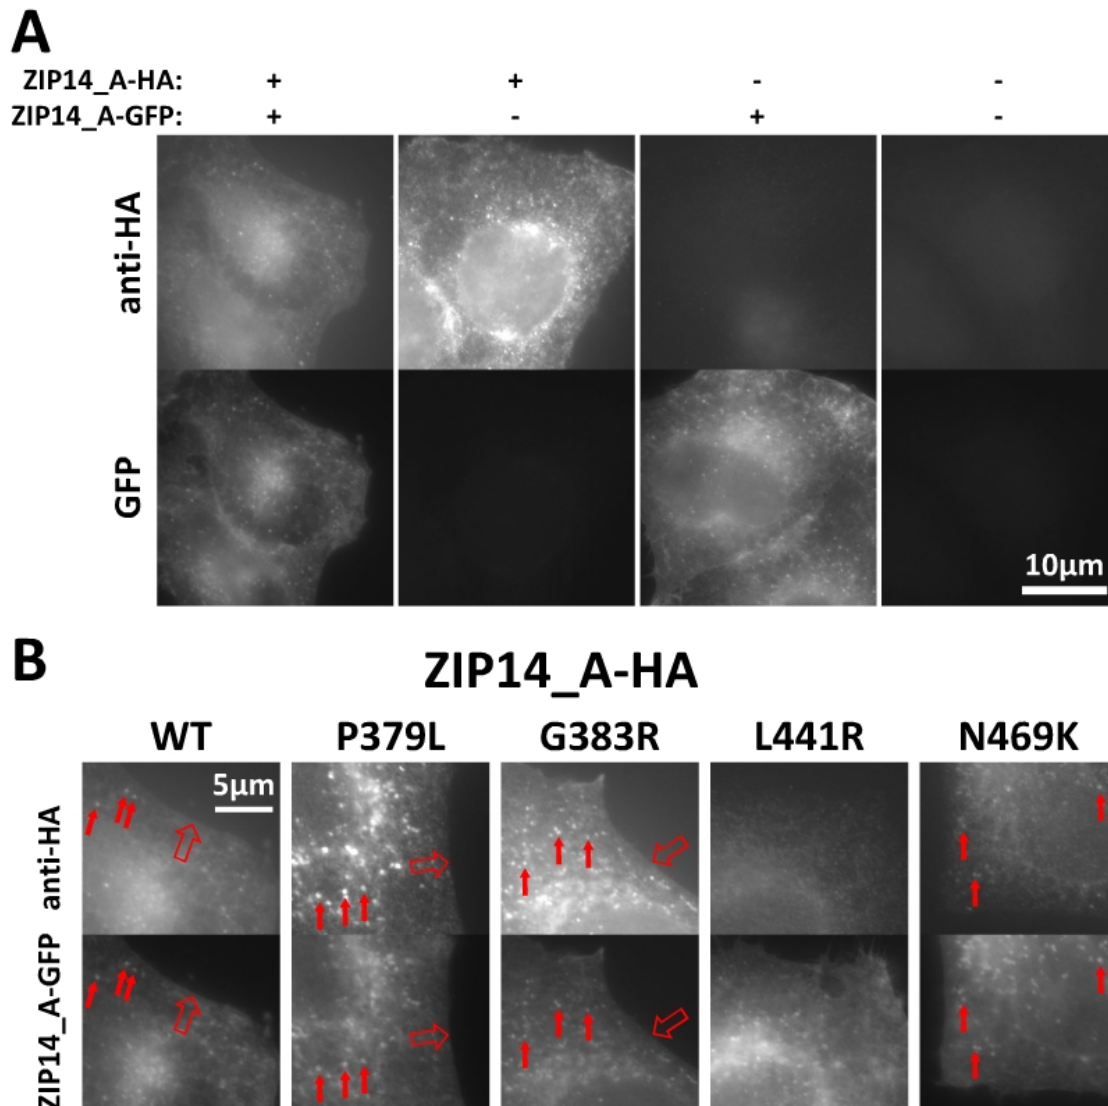 A
ZIP14_A-HA: + + - -
ZIP14_A-GFP: + - + -
anti-HA
GFP
10μm
B
ZIP14_A-HA
WT P379L G383R L441R N469K
5μm
anti-HA
ZIP14_A-GFP